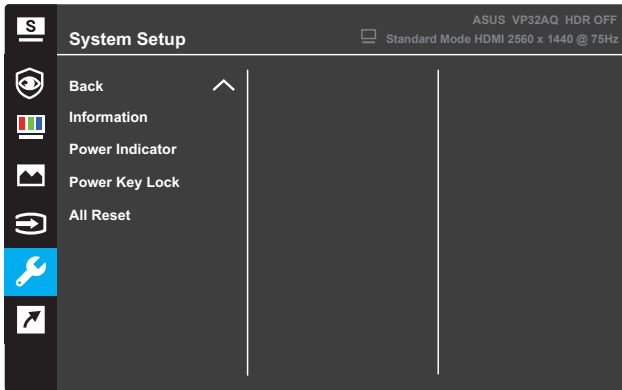 S
System Setup
ASUS VP32AQ HDR OFF
Standard Mode HDMI 2560 x 1440 @ 75Hz
Back
Information
Power Indicator
Power Key Lock
All Reset